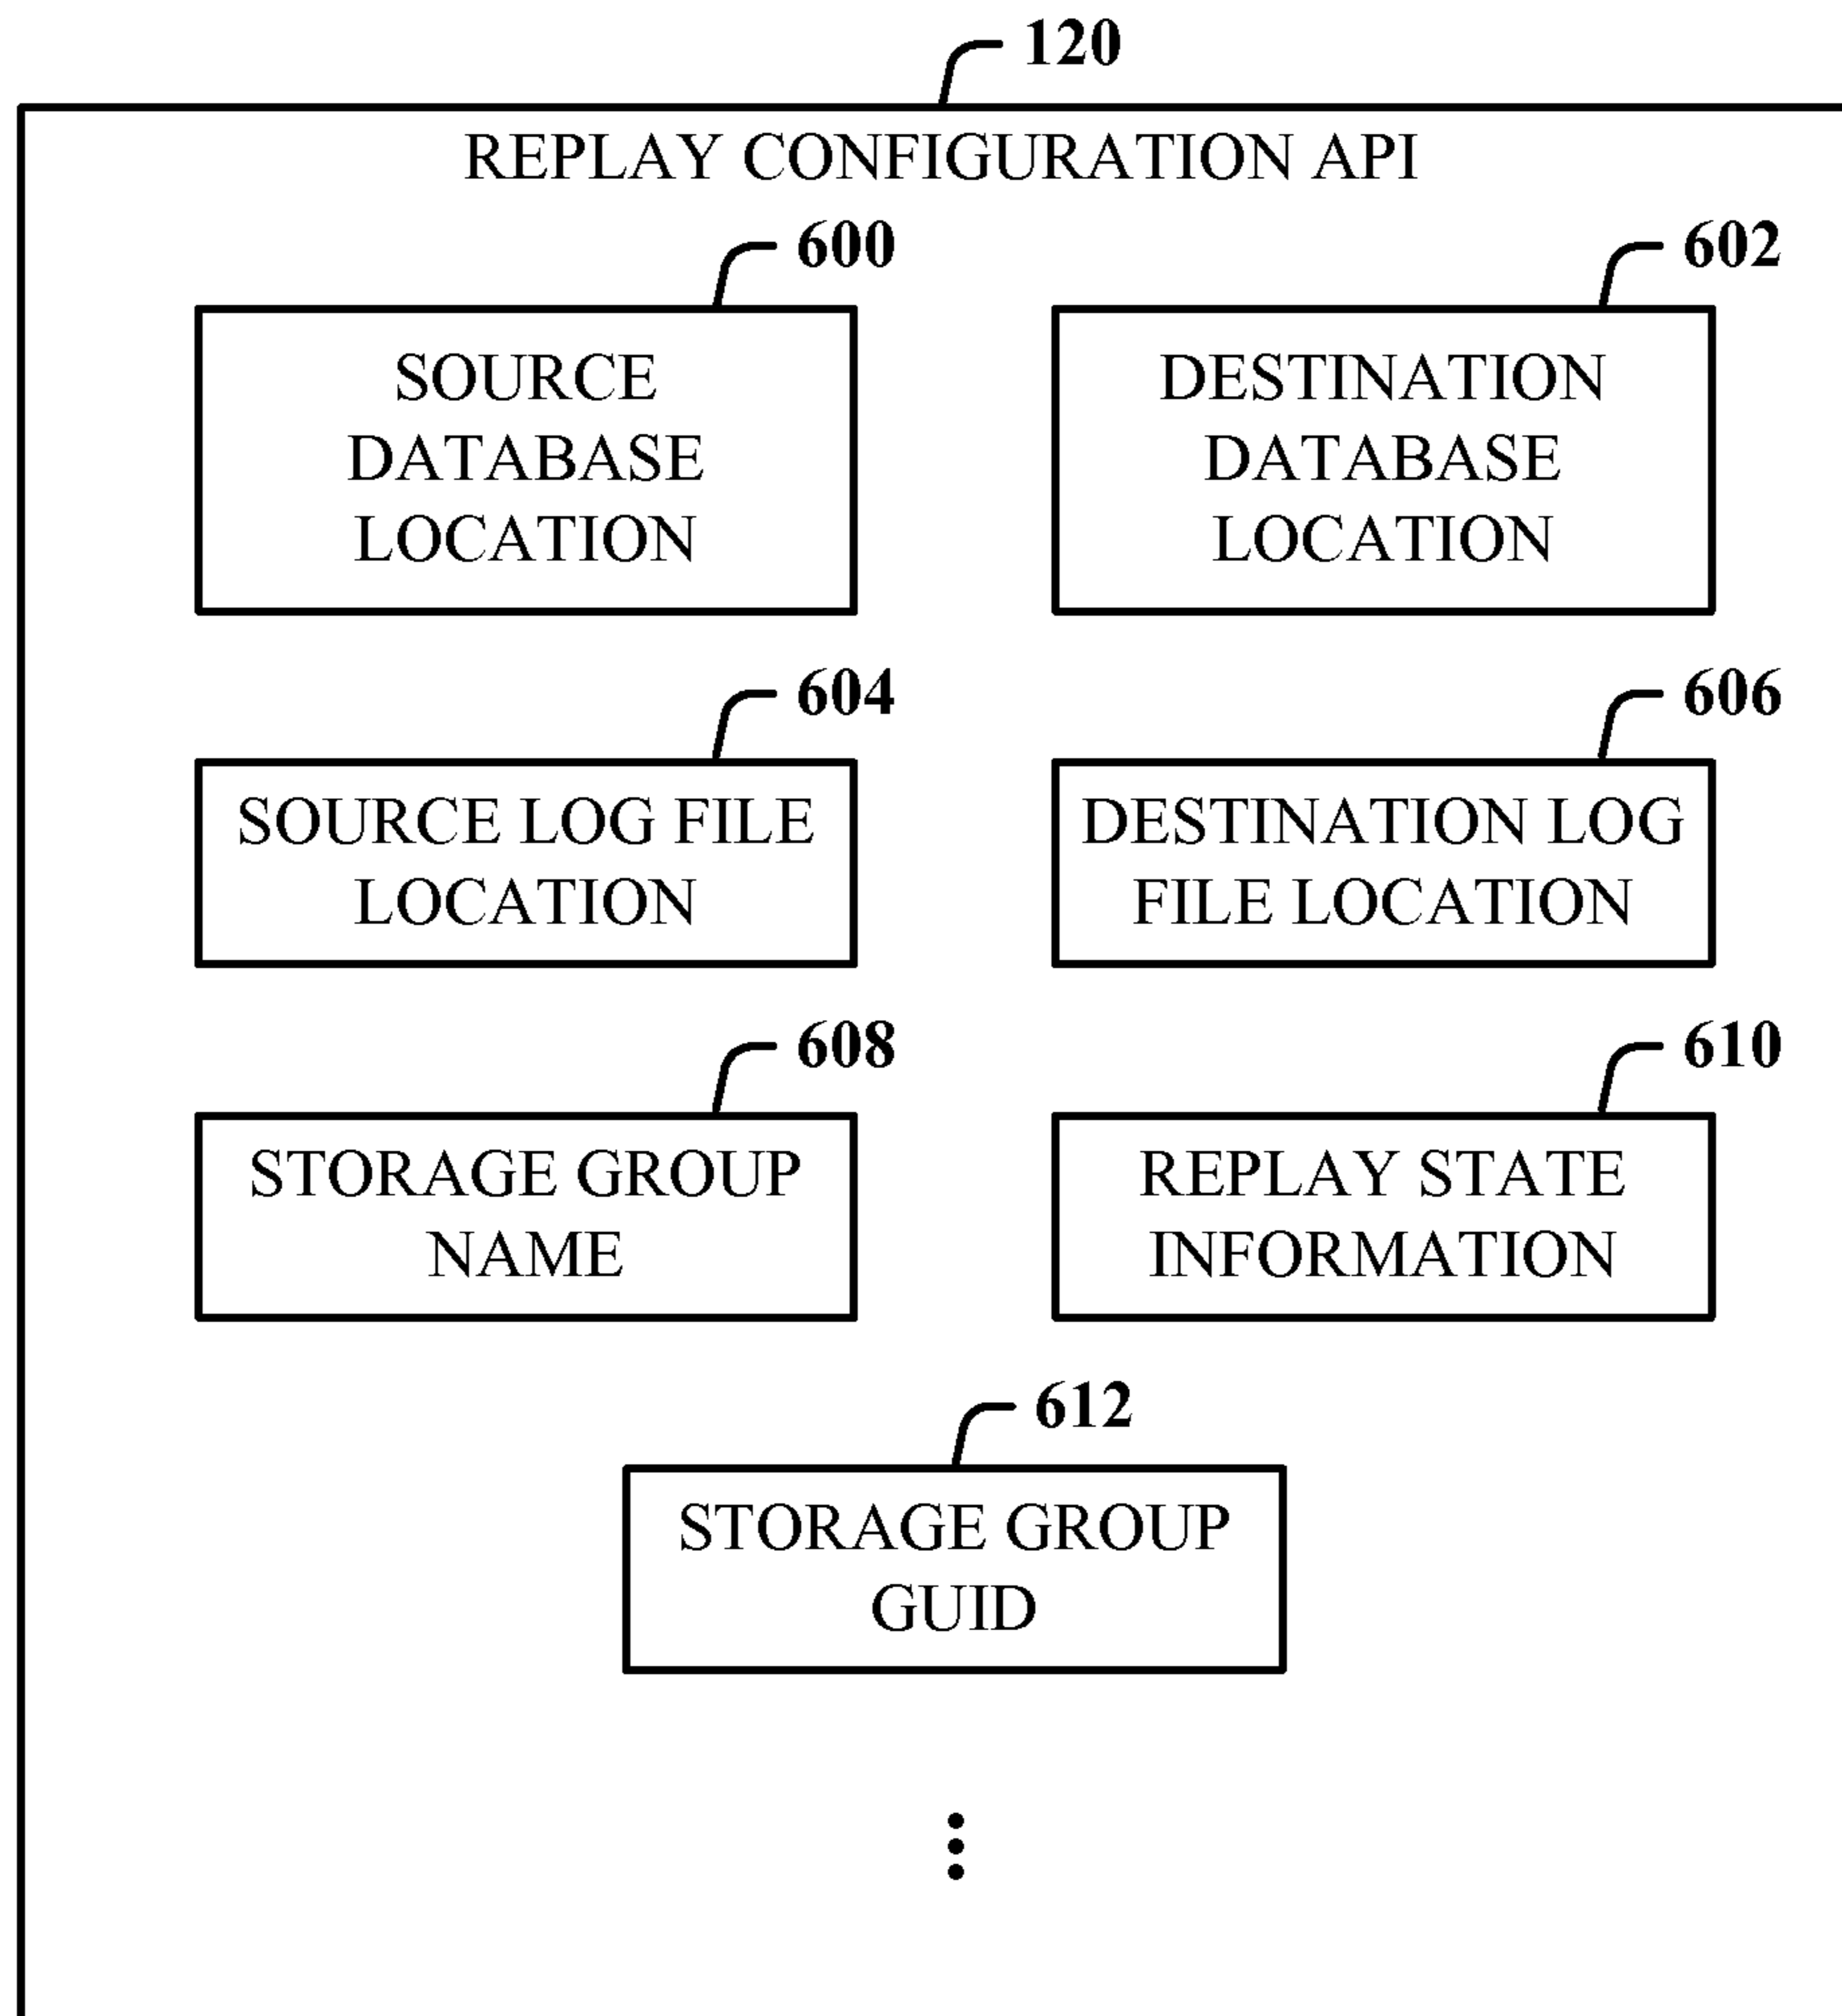 120
REPLAY CONFIGURATION API
600
602
SOURCE
DATABASE
LOCATION
DESTINATION
DATABASE
LOCATION
604
606
SOURCE LOG FILE
LOCATION
DESTINATION LOG
FILE LOCATION
608
610
STORAGE GROUP
NAME
REPLAY STATE
INFORMATION
612
STORAGE GROUP
GUID